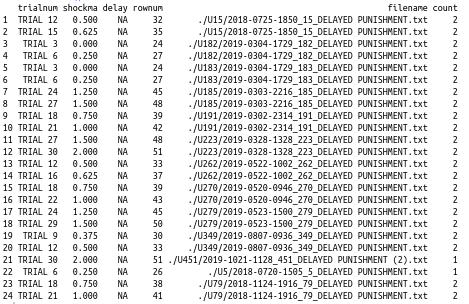 trialnum shockma delay rownum filename count
1 TRIAL 12 0.500 NA 32 ./U15/2018-0725-1850_15_DELAYED PUNISHMENT.txt 2
2 TRIAL 15 0.625 NA 35 ./U15/2018-0725-1850_15_DELAYED PUNISHMENT.txt 2
3 TRIAL 3 0.000 NA 24 ./U182/2019-0304-1729_182_DELAYED PUNISHMENT.txt 2
4 TRIAL 6 0.250 NA 27 ./U182/2019-0304-1729_182_DELAYED PUNISHMENT.txt 2
5 TRIAL 3 0.000 NA 24 ./U183/2019-0304-1729_183_DELAYED PUNISHMENT.txt 2
6 TRIAL 6 0.250 NA 27 ./U183/2019-0304-1729_183_DELAYED PUNISHMENT.txt 2
7 TRIAL 24 1.250 NA 45 ./U185/2019-0303-2216_185_DELAYED PUNISHMENT.txt 2
8 TRIAL 27 1.500 NA 48 ./U185/2019-0303-2216_185_DELAYED PUNISHMENT.txt 2
9 TRIAL 18 0.750 NA 39 ./U191/2019-0302-2314_191_DELAYED PUNISHMENT.txt 2
10 TRIAL 21 1.000 NA 42 ./U191/2019-0302-2314_191_DELAYED PUNISHMENT.txt 2
11 TRIAL 27 1.500 NA 48 ./U223/2019-0328-1328_223_DELAYED PUNISHMENT.txt 2
12 TRIAL 30 2.000 NA 51 ./U223/2019-0328-1328_223_DELAYED PUNISHMENT.txt 2
13 TRIAL 12 0.500 NA 33 ./U262/2019-0522-1002_262_DELAYED PUNISHMENT.txt 2
14 TRIAL 16 0.625 NA 37 ./U262/2019-0522-1002_262_DELAYED PUNISHMENT.txt 2
15 TRIAL 18 0.750 NA 39 ./U270/2019-0520-0946_270_DELAYED PUNISHMENT.txt 2
16 TRIAL 22 1.000 NA 43 ./U270/2019-0520-0946_270_DELAYED PUNISHMENT.txt 2
17 TRIAL 24 1.250 NA 45 ./U279/2019-0523-1500_279_DELAYED PUNISHMENT.txt 2
18 TRIAL 29 1.500 NA 50 ./U279/2019-0523-1500_279_DELAYED PUNISHMENT.txt 2
19 TRIAL 9 0.375 NA 30 ./U349/2019-0807-0936_349_DELAYED PUNISHMENT.txt 2
20 TRIAL 12 0.500 NA 33 ./U349/2019-0807-0936_349_DELAYED PUNISHMENT.txt 2
21 TRIAL 30 2.000 NA 51 ./U451/2019-1021-1128_451_DELAYED PUNISHMENT (2).txt 1
22 TRIAL 6 0.250 NA 26 ./U5/2018-0720-1505_5_DELAYED PUNISHMENT.txt 1
23 TRIAL 18 0.750 NA 38 ./U79/2018-1124-1916_79_DELAYED PUNISHMENT.txt 2
24 TRIAL 21 1.000 NA 41 ./U79/2018-1124-1916_79_DELAYED PUNISHMENT.txt 2